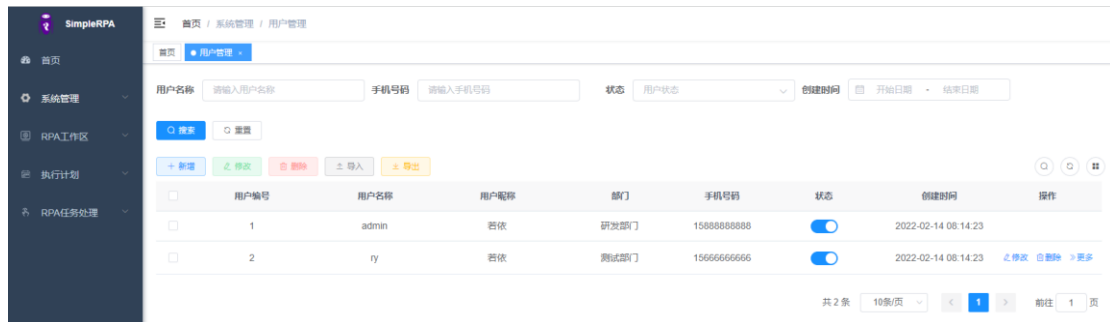 SimpleRPA
首页 / 系统管理 / 用户管理
首页 用户管理 ×
首页
系统管理
RPA工作区
执行计划
RPA任务处理
用户名称 请输入用户名称 手机号码 请输入手机号码 状态 用户状态 创建时间 开始日期 - 结束日期
搜索 重置
+ 新增 修改 删除 导入 导出
用户编号 用户名称 用户昵称 部门 手机号码 状态 创建时间 操作
1 admin 若依 研发部门 15888888888 2022-02-14 08:14:23
2 ry 若依 测试部门 15666666666 2022-02-14 08:14:23 修改 删除 »更多
共 2 条 10条/页 < 1 > 前往 1 页